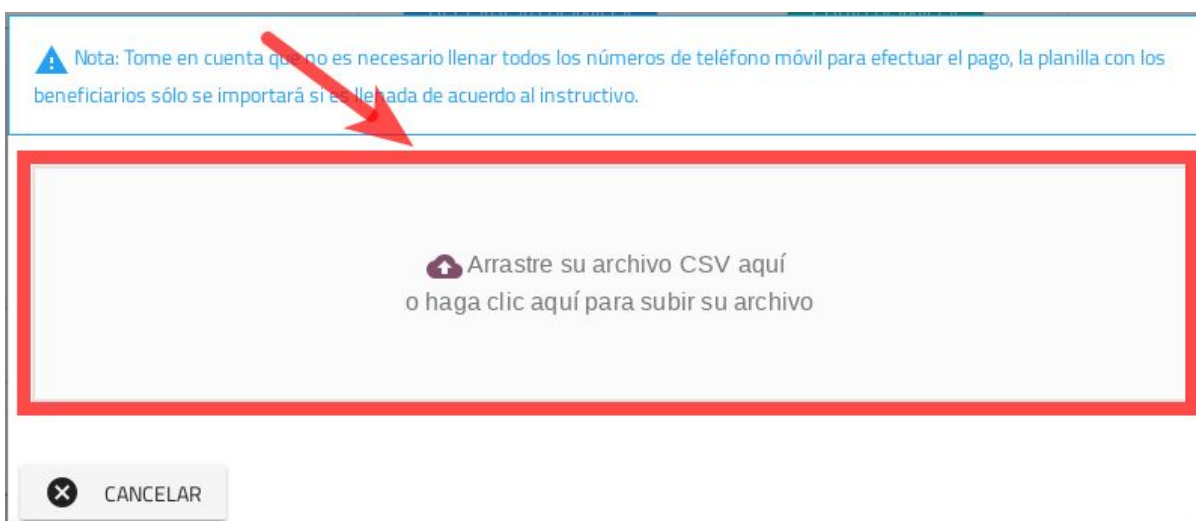 Nota: Tome en cuenta que no es necesario llenar todos los números de teléfono móvil para efectuar el pago, la planilla con los
beneficiarios sólo se importará si es llenada de acuerdo al instructivo.
Arrastre su archivo CSV aquí
o haga clic aquí para subir su archivo
CANCELAR